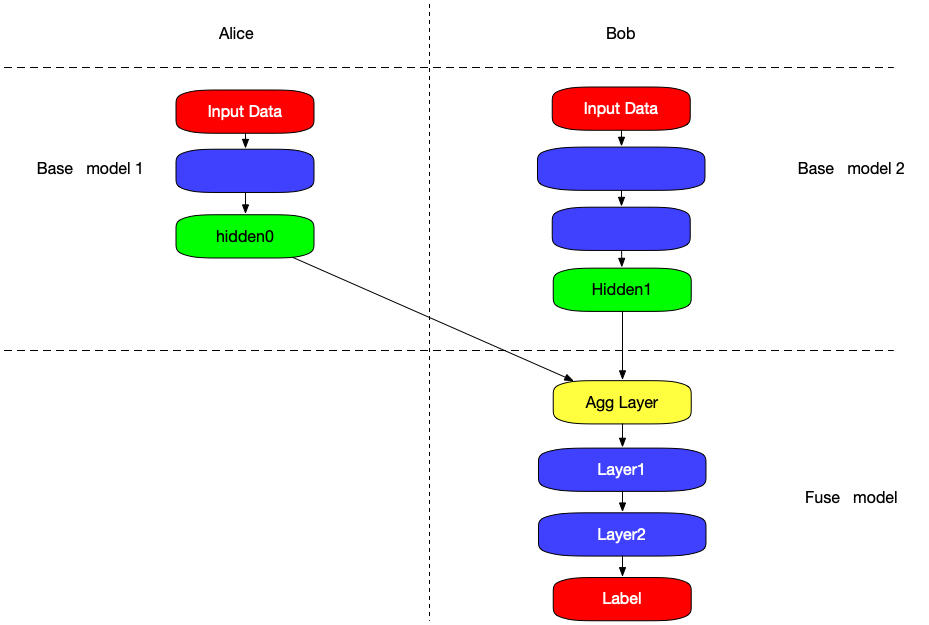 Alice
Bob
Input Data
Input Data
Base model 1
Base model 2
hidden0
Hidden1
Agg Layer
Layer1
Fuse model
Layer2
Label